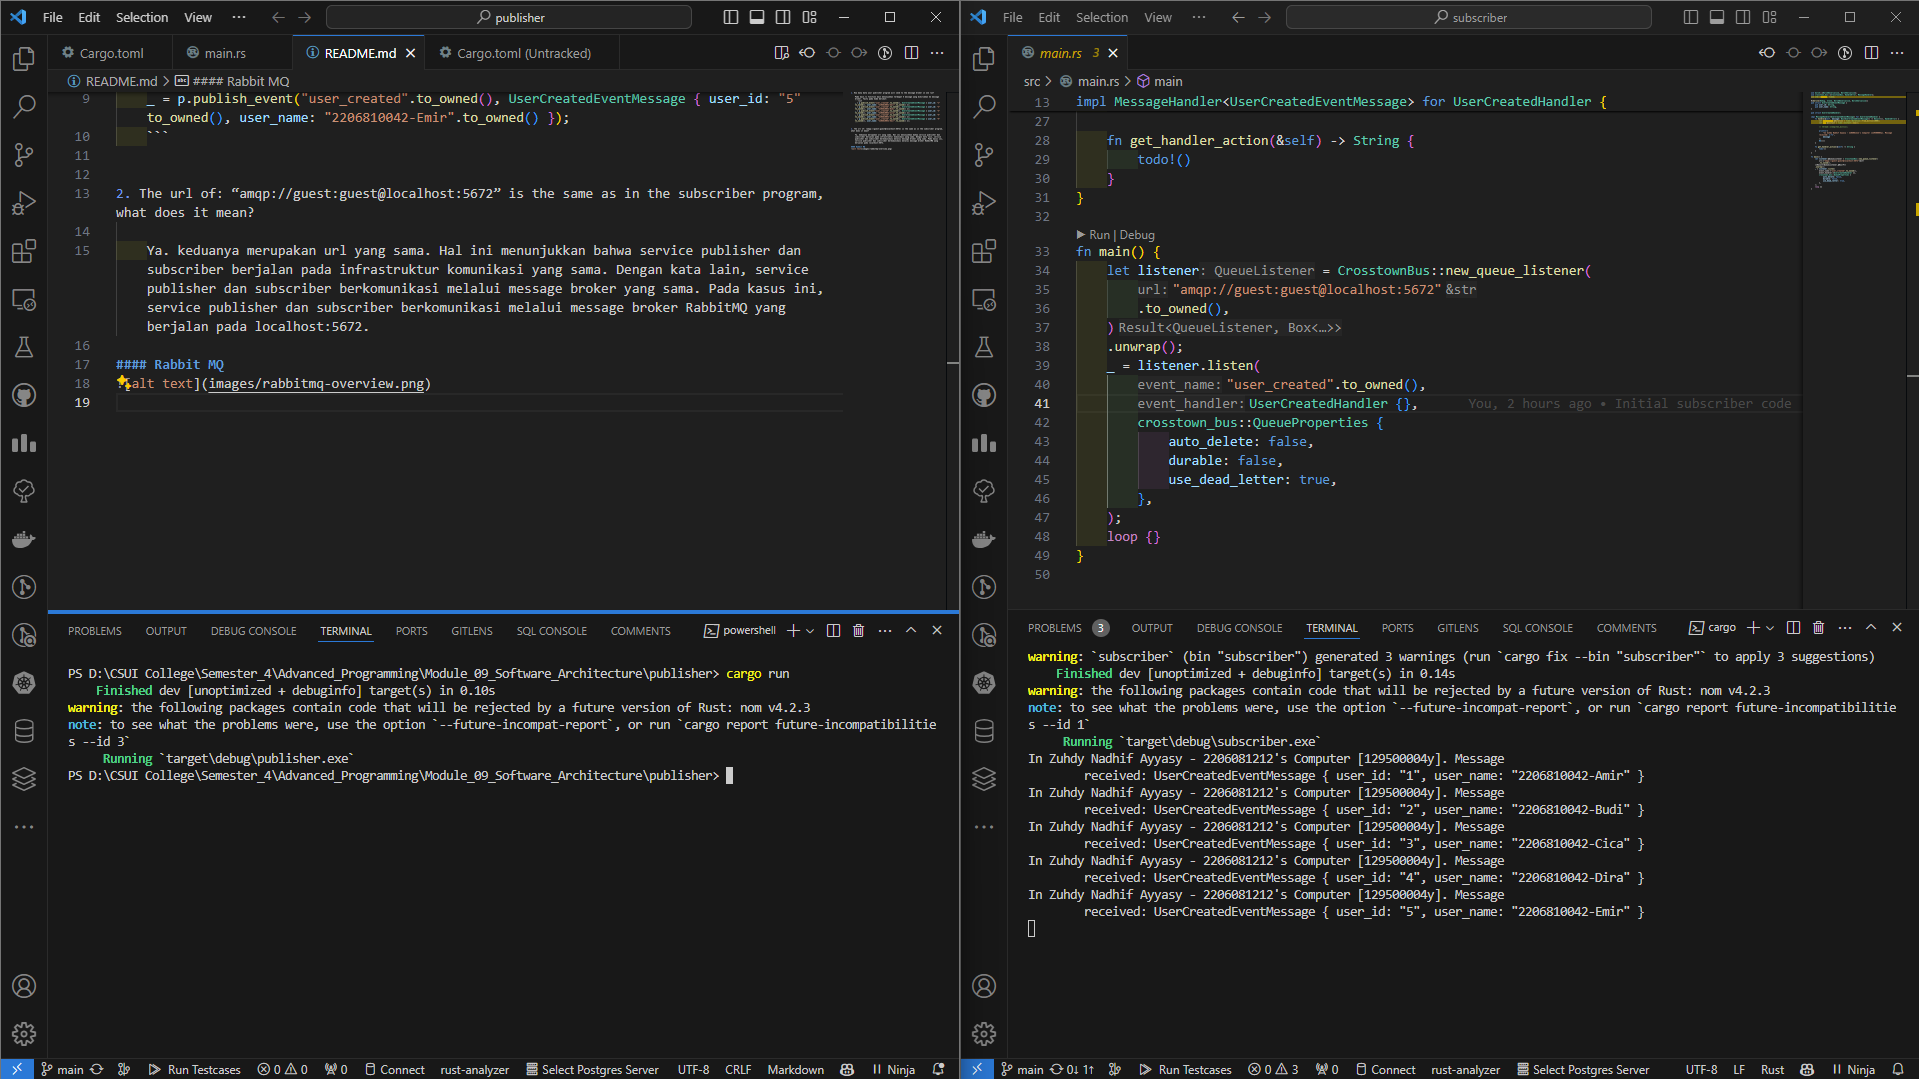 File Edit Selection View ··· publisher
Cargo.toml main.rs README.md Cargo.toml (Untracked)
README.md > #### Rabbit MQ
9 _ = p.publish_event("user_created".to_owned(), UserCreatedEventMessage { user_id: "5"
to_owned(), user_name: "2206810042-Emir".to_owned() });
10 ```
11
12
13 2. The url of: “amqp://guest:guest@localhost:5672” is the same as in the subscriber program,
what does it mean?
14
15 Ya. keduanya merupakan url yang sama. Hal ini menunjukkan bahwa service publisher dan
subscriber berjalan pada infrastruktur komunikasi yang sama. Dengan kata lain, service
publisher dan subscriber berkomunikasi melalui message broker yang sama. Pada kasus ini,
service publisher dan subscriber berkomunikasi melalui message broker RabbitMQ yang
berjalan pada localhost:5672.
16
17 #### Rabbit MQ
18 alt text](images/rabbitmq-overview.png)
19
PROBLEMS OUTPUT DEBUG CONSOLE TERMINAL PORTS GITLENS SQL CONSOLE COMMENTS powershell
PS D:\CSUI College\Semester_4\Advanced_Programming\Module_09_Software_Architecture\publisher> cargo run
Finished dev [unoptimized + debuginfo] target(s) in 0.10s
warning: the following packages contain code that will be rejected by a future version of Rust: nom v4.2.3
note: to see what the problems were, use the option `--future-incompat-report`, or run `cargo report future-incompatibilitie
s --id 3`
Running `target\debug\publisher.exe`
PS D:\CSUI College\Semester_4\Advanced_Programming\Module_09_Software_Architecture\publisher>
main 0 0 0 Run Testcases Connect rust-analyzer Select Postgres Server UTF-8 CRLF Markdown Ninja
File Edit Selection View ··· subscriber
main.rs 3
src > main.rs > main
13 impl MessageHandler<UserCreatedEventMessage> for UserCreatedHandler {
27
28 fn get_handler_action(&self) -> String {
29 todo!()
30 }
31 }
32
Run | Debug
33 fn main() {
34 let listener: QueueListener = CrosstownBus::new_queue_listener(
35 url: "amqp://guest:guest@localhost:5672" &str
36 .to_owned(),
37 ) Result<QueueListener, Box<…>>
38 .unwrap();
39 _ = listener.listen(
40 event_name: "user_created".to_owned(),
41 event_handler: UserCreatedHandler {}, You, 2 hours ago • Initial subscriber code
42 crosstown_bus::QueueProperties {
43 auto_delete: false,
44 durable: false,
45 use_dead_letter: true,
46 },
47 );
48 loop {}
49 }
50
PROBLEMS 3 OUTPUT DEBUG CONSOLE TERMINAL PORTS GITLENS SQL CONSOLE COMMENTS cargo
warning: `subscriber` (bin "subscriber") generated 3 warnings (run `cargo fix --bin "subscriber"` to apply 3 suggestions)
Finished dev [unoptimized + debuginfo] target(s) in 0.14s
warning: the following packages contain code that will be rejected by a future version of Rust: nom v4.2.3
note: to see what the problems were, use the option `--future-incompat-report`, or run `cargo report future-incompatibilitie
s --id 1`
Running `target\debug\subscriber.exe`
In Zuhdy Nadhif Ayyasy - 2206081212's Computer [129500004y]. Message
received: UserCreatedEventMessage { user_id: "1", user_name: "2206810042-Amir" }
In Zuhdy Nadhif Ayyasy - 2206081212's Computer [129500004y]. Message
received: UserCreatedEventMessage { user_id: "2", user_name: "2206810042-Budi" }
In Zuhdy Nadhif Ayyasy - 2206081212's Computer [129500004y]. Message
received: UserCreatedEventMessage { user_id: "3", user_name: "2206810042-Cica" }
In Zuhdy Nadhif Ayyasy - 2206081212's Computer [129500004y]. Message
received: UserCreatedEventMessage { user_id: "4", user_name: "2206810042-Dira" }
In Zuhdy Nadhif Ayyasy - 2206081212's Computer [129500004y]. Message
received: UserCreatedEventMessage { user_id: "5", user_name: "2206810042-Emir" }
main 0↓ 1↑ Run Testcases 0 3 0 Connect rust-analyzer Select Postgres Server UTF-8 LF Rust Ninja